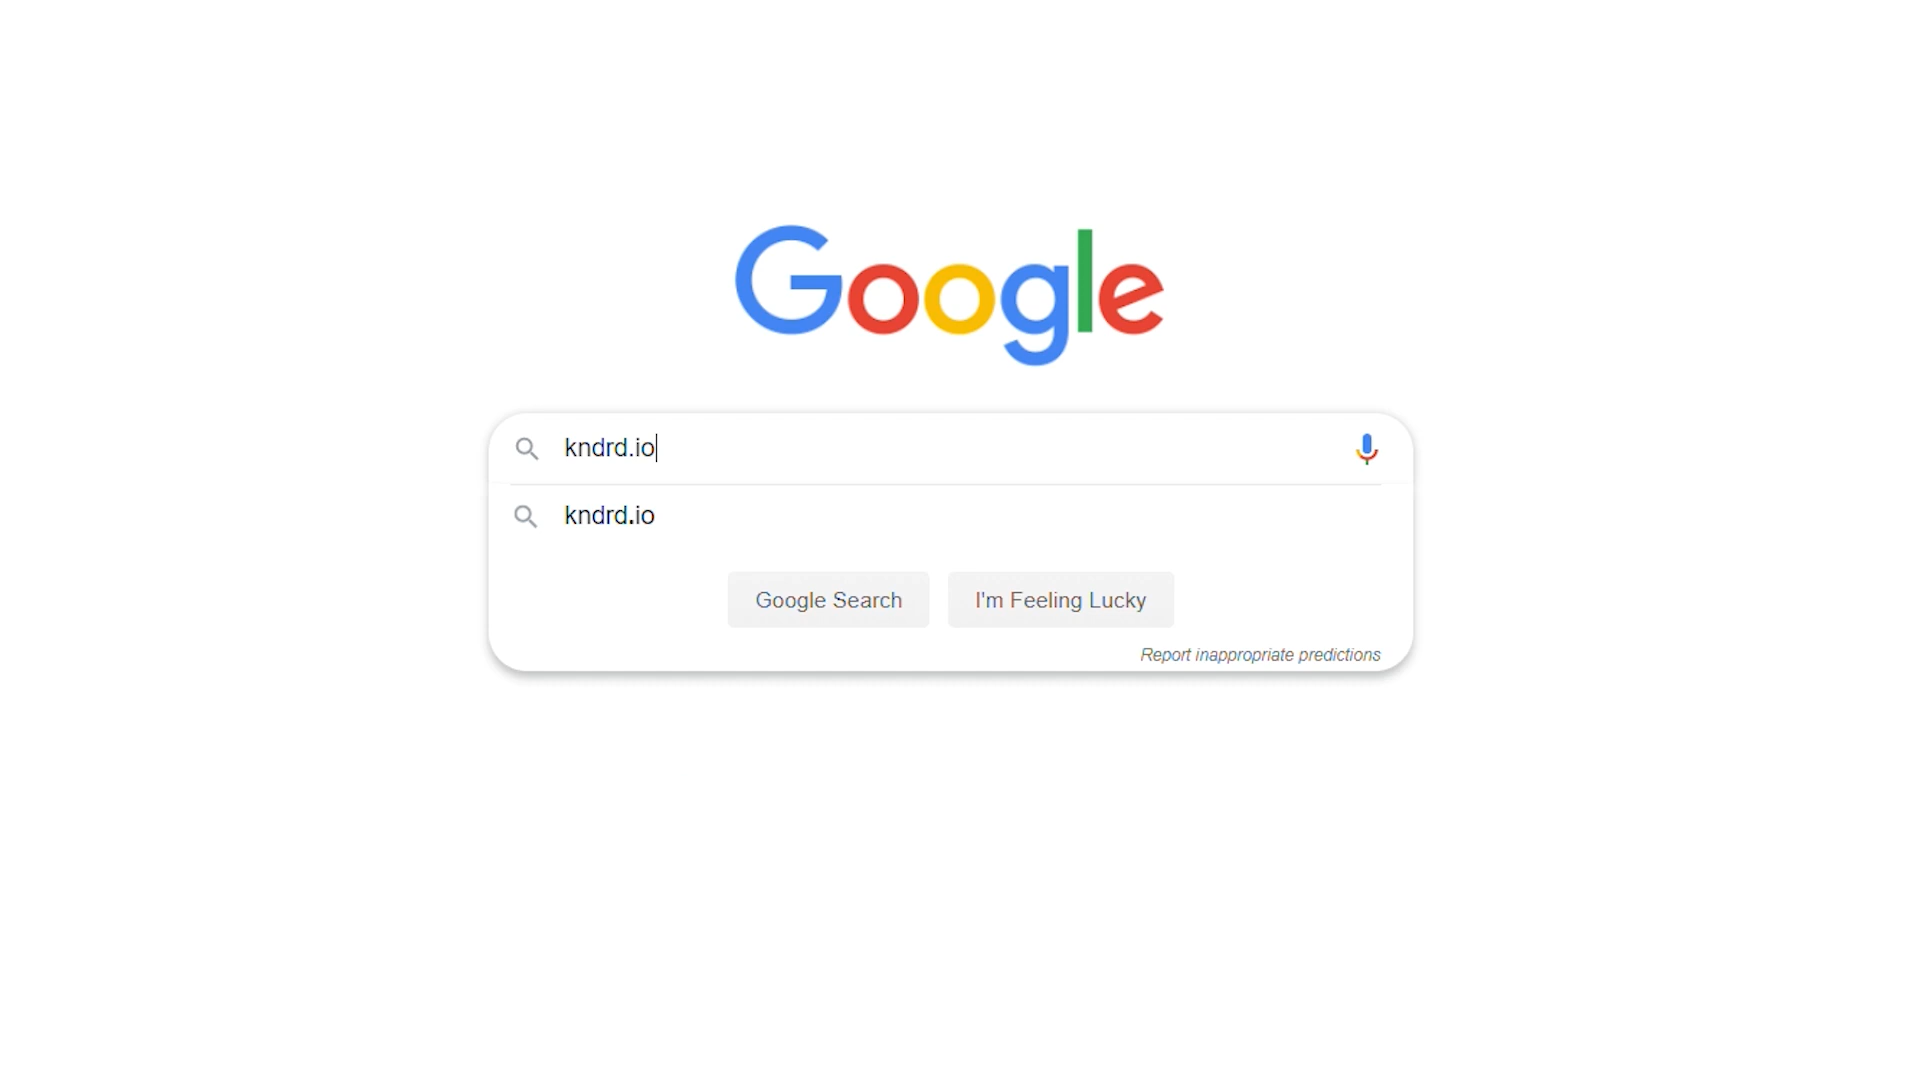 Google
kndrd.io
kndrd.io
Google Search
I'm Feeling Lucky
Report inappropriate predictions